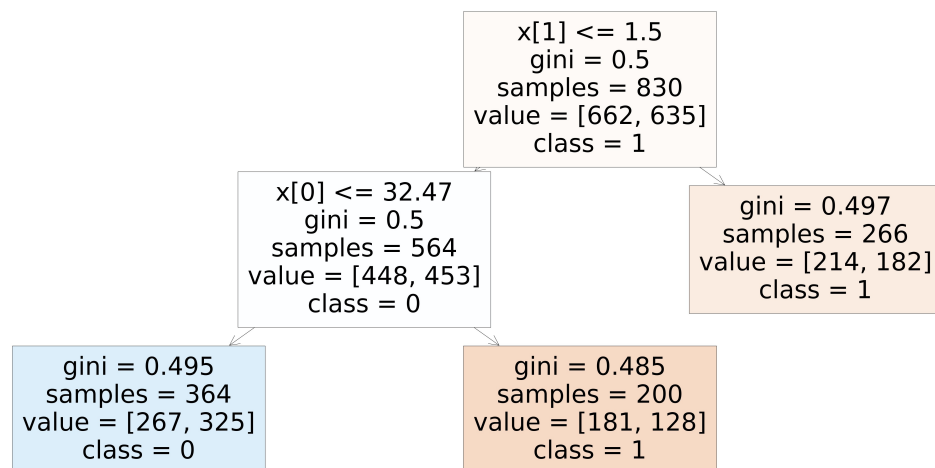 x[1] <= 1.5
gini = 0.5
samples = 830
value = [662, 635]
class = 1
x[0] <= 32.47
gini = 0.5
samples = 564
value = [448, 453]
class = 0
gini = 0.497
samples = 266
value = [214, 182]
class = 1
gini = 0.495
samples = 364
value = [267, 325]
class = 0
gini = 0.485
samples = 200
value = [181, 128]
class = 1